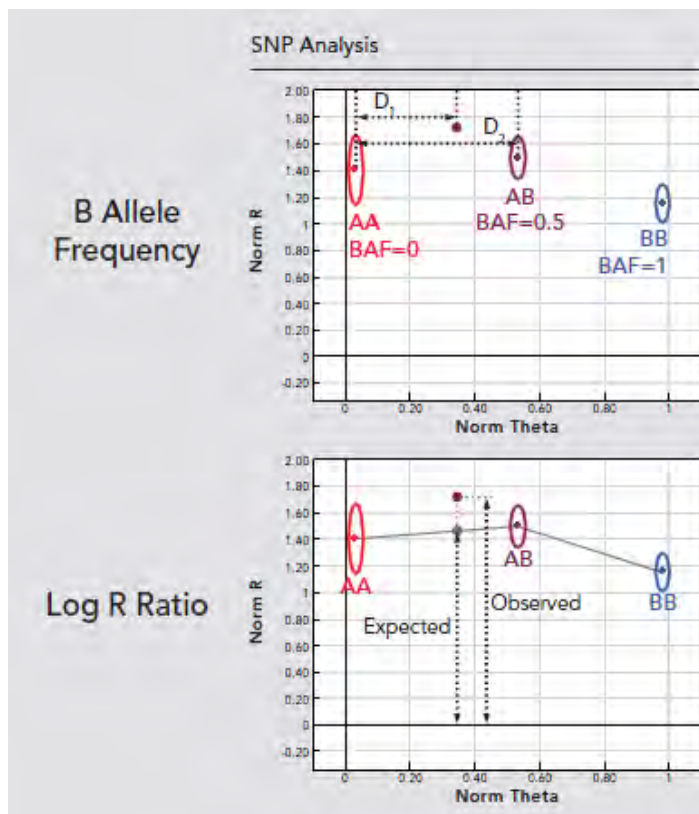 SNP Analysis
B Allele
Frequency
Norm R
2.00
1.80
1.60
1.40
1.20
1
0.80
0.60
0.40
0.20
0
-0.20
D1
D2
AA
BAF=0
AB
BAF=0.5
BB
BAF=1
0
0.20
0.40
0.60
0.80
1
Norm Theta
Log R Ratio
Norm R
2.00
1.80
1.60
1.40
1.20
1
0.80
0.60
0.40
0.20
0
-0.20
AA
AB
BB
Expected
Observed
0
0.20
0.40
0.60
0.80
1
Norm Theta